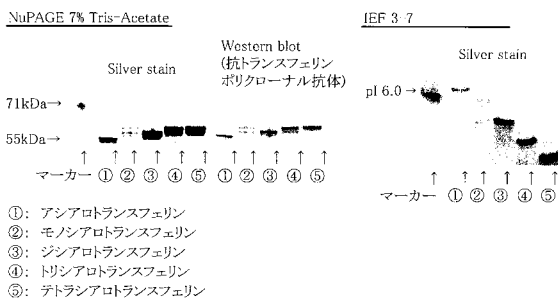 NuPAGE 7% Tris-Acetate
Silver stain
Western blot
(抗トランスフェリン
ポリクローナル抗体)
71kDa→
55kDa→
↑ ↑ ↑ ↑ ↑ ↑ ↑ ↑ ↑ ↑ ↑
マーカー ① ② ③ ④ ⑤ ① ② ③ ④ ⑤
IEF 3-7
Silver stain
pI 6.0→
↑ ↑ ↑ ↑ ↑ ↑
マーカー ① ② ③ ④ ⑤
①: アシアロトランスフェリン
②: モノシアロトランスフェリン
③: ジシアロトランスフェリン
④: トリシアロトランスフェリン
⑤: テトラシアロトランスフェリン